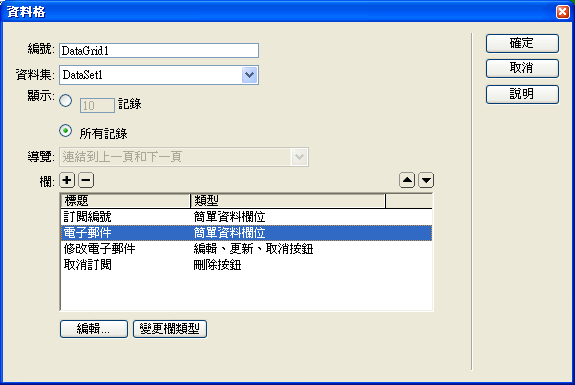 資料格
編號: DataGrid1
確定
資料集: DataSet1
取消
顯示: 10 記錄
說明
所有記錄
導覽: 連結到上一頁和下一頁
欄:
標題 類型
訂閱編號 簡單資料欄位
電子郵件 簡單資料欄位
修改電子郵件 編輯、更新、取消按鈕
取消訂閱 刪除按鈕
編輯... 變更欄類型